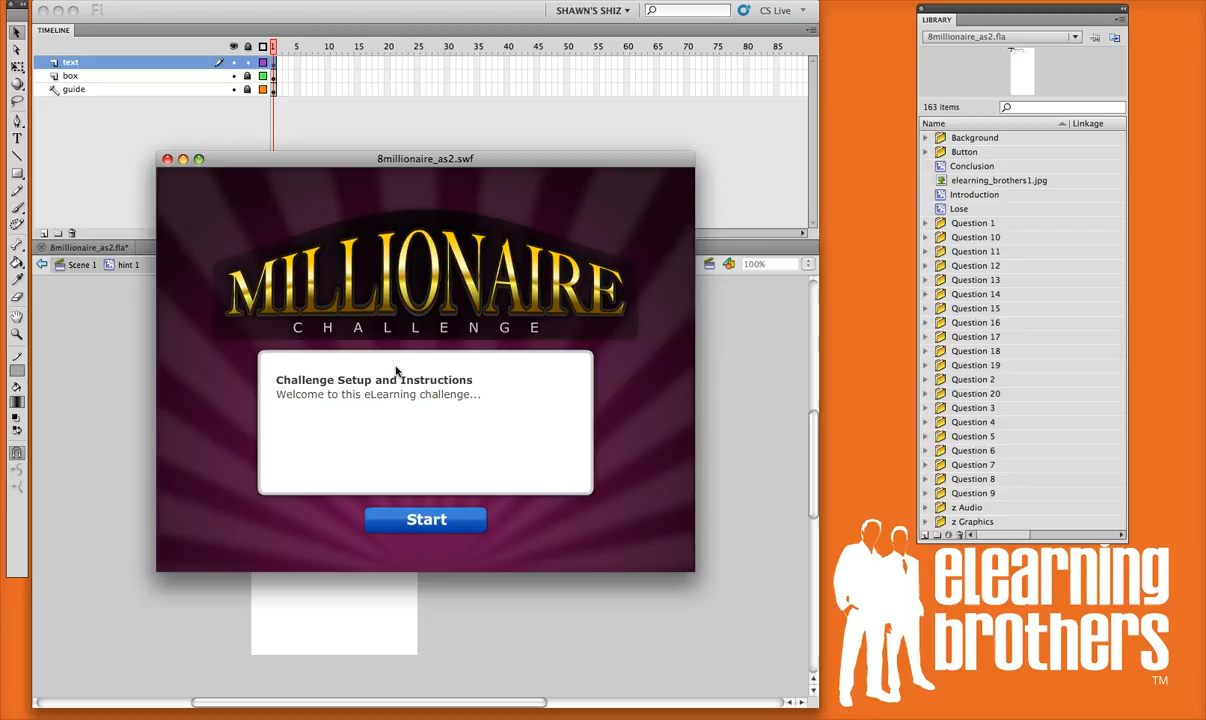 Fl
SHAWN'S SHIZ
CS Live
TIMELINE
1 5 10 15 20 25 30 35 40 45 50 55 60 65 70 75 80 85
text
box
guide
8millionaire_as2.swf
8millionaire_as2.fla*
Scene 1
hint 1
100%
MILLIONAIRE
CHALLENGE
Challenge Setup and Instructions
Welcome to this eLearning challenge...
Start
LIBRARY
8millionaire_as2.fla
163 items
Name
Linkage
Background
Button
Conclusion
elearning_brothers1.jpg
Introduction
Lose
Question 1
Question 10
Question 11
Question 12
Question 13
Question 14
Question 15
Question 16
Question 17
Question 18
Question 19
Question 2
Question 20
Question 3
Question 4
Question 5
Question 6
Question 7
Question 8
Question 9
z Audio
z Graphics
eLearning
brothers
TM